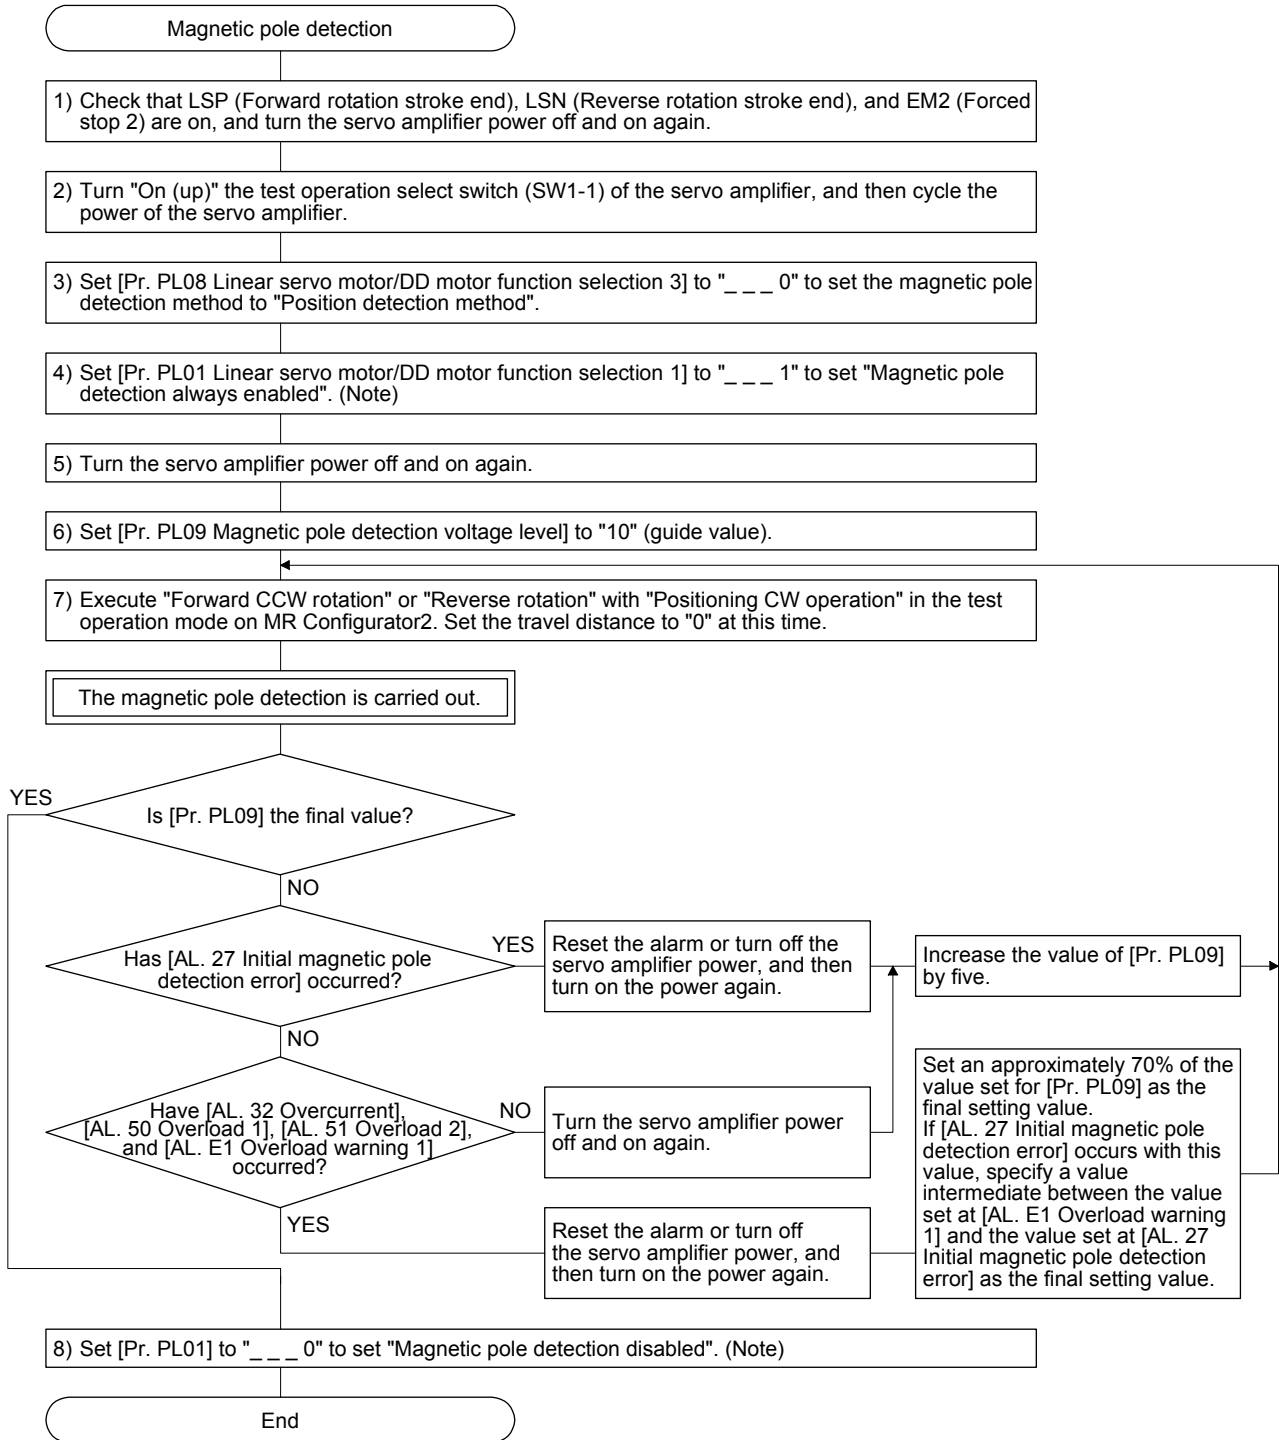 Magnetic pole detection
1) Check that LSP (Forward rotation stroke end), LSN (Reverse rotation stroke end), and EM2 (Forced
stop 2) are on, and turn the servo amplifier power off and on again.
2) Turn "On (up)" the test operation select switch (SW1-1) of the servo amplifier, and then cycle the
power of the servo amplifier.
3) Set [Pr. PL08 Linear servo motor/DD motor function selection 3] to "_ _ _ 0" to set the magnetic pole
detection method to "Position detection method".
4) Set [Pr. PL01 Linear servo motor/DD motor function selection 1] to "_ _ _ 1" to set "Magnetic pole
detection always enabled". (Note)
5) Turn the servo amplifier power off and on again.
6) Set [Pr. PL09 Magnetic pole detection voltage level] to "10" (guide value).
7) Execute "Forward CCW rotation" or "Reverse rotation" with "Positioning CW operation" in the test
operation mode on MR Configurator2. Set the travel distance to "0" at this time.
The magnetic pole detection is carried out.
YES
Is [Pr. PL09] the final value?
NO
Has [AL. 27 Initial magnetic pole
detection error] occurred?
YES
Reset the alarm or turn off the
servo amplifier power, and then
turn on the power again.
Increase the value of [Pr. PL09]
by five.
NO
Have [AL. 32 Overcurrent],
[AL. 50 Overload 1], [AL. 51 Overload 2],
and [AL. E1 Overload warning 1]
occurred?
NO
Turn the servo amplifier power
off and on again.
YES
Reset the alarm or turn off
the servo amplifier power, and
then turn on the power again.
Set an approximately 70% of the
value set for [Pr. PL09] as the
final setting value.
If [AL. 27 Initial magnetic pole
detection error] occurs with this
value, specify a value
intermediate between the value
set at [AL. E1 Overload warning
1] and the value set at [AL. 27
Initial magnetic pole detection
error] as the final setting value.
8) Set [Pr. PL01] to "_ _ _ 0" to set "Magnetic pole detection disabled". (Note)
End